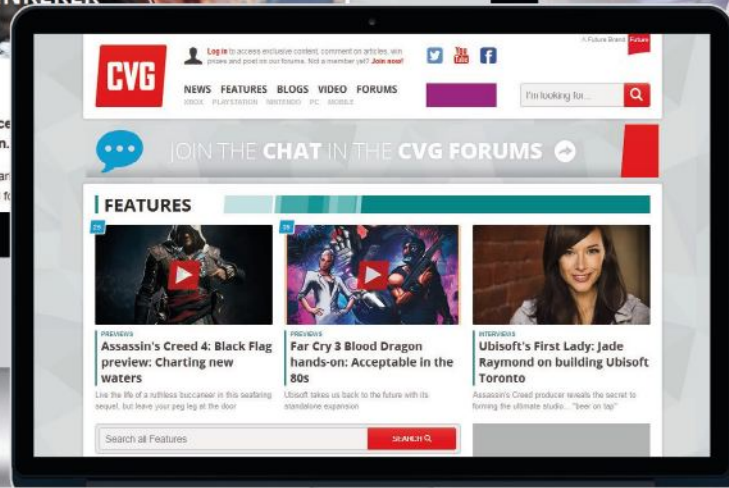 CVG
Log in to access exclusive content, comment on articles, win
prizes and post on our forums. Not a member yet? Join now!
You
Tube
A Future Brand Future
NEWS FEATURES BLOGS VIDEO FORUMS
XBOX PLAYSTATION NINTENDO PC MOBILE
I'm looking for...
JOIN THE CHAT IN THE CVG FORUMS
FEATURES
PREVIEWS
Assassin's Creed 4: Black Flag
preview: Charting new
waters
Live the life of a ruthless buccaneer in this seafaring
sequel, but leave your peg leg at the door
PREVIEWS
Far Cry 3 Blood Dragon
hands-on: Acceptable in the
80s
Ubisoft takes us back to the future with its
standalone expansion
INTERVIEWS
Ubisoft's First Lady: Jade
Raymond on building Ubisoft
Toronto
Assassin's Creed producer reveals the secret to
forming the ultimate studio... "beer on tap"
Search all Features
SEARCH